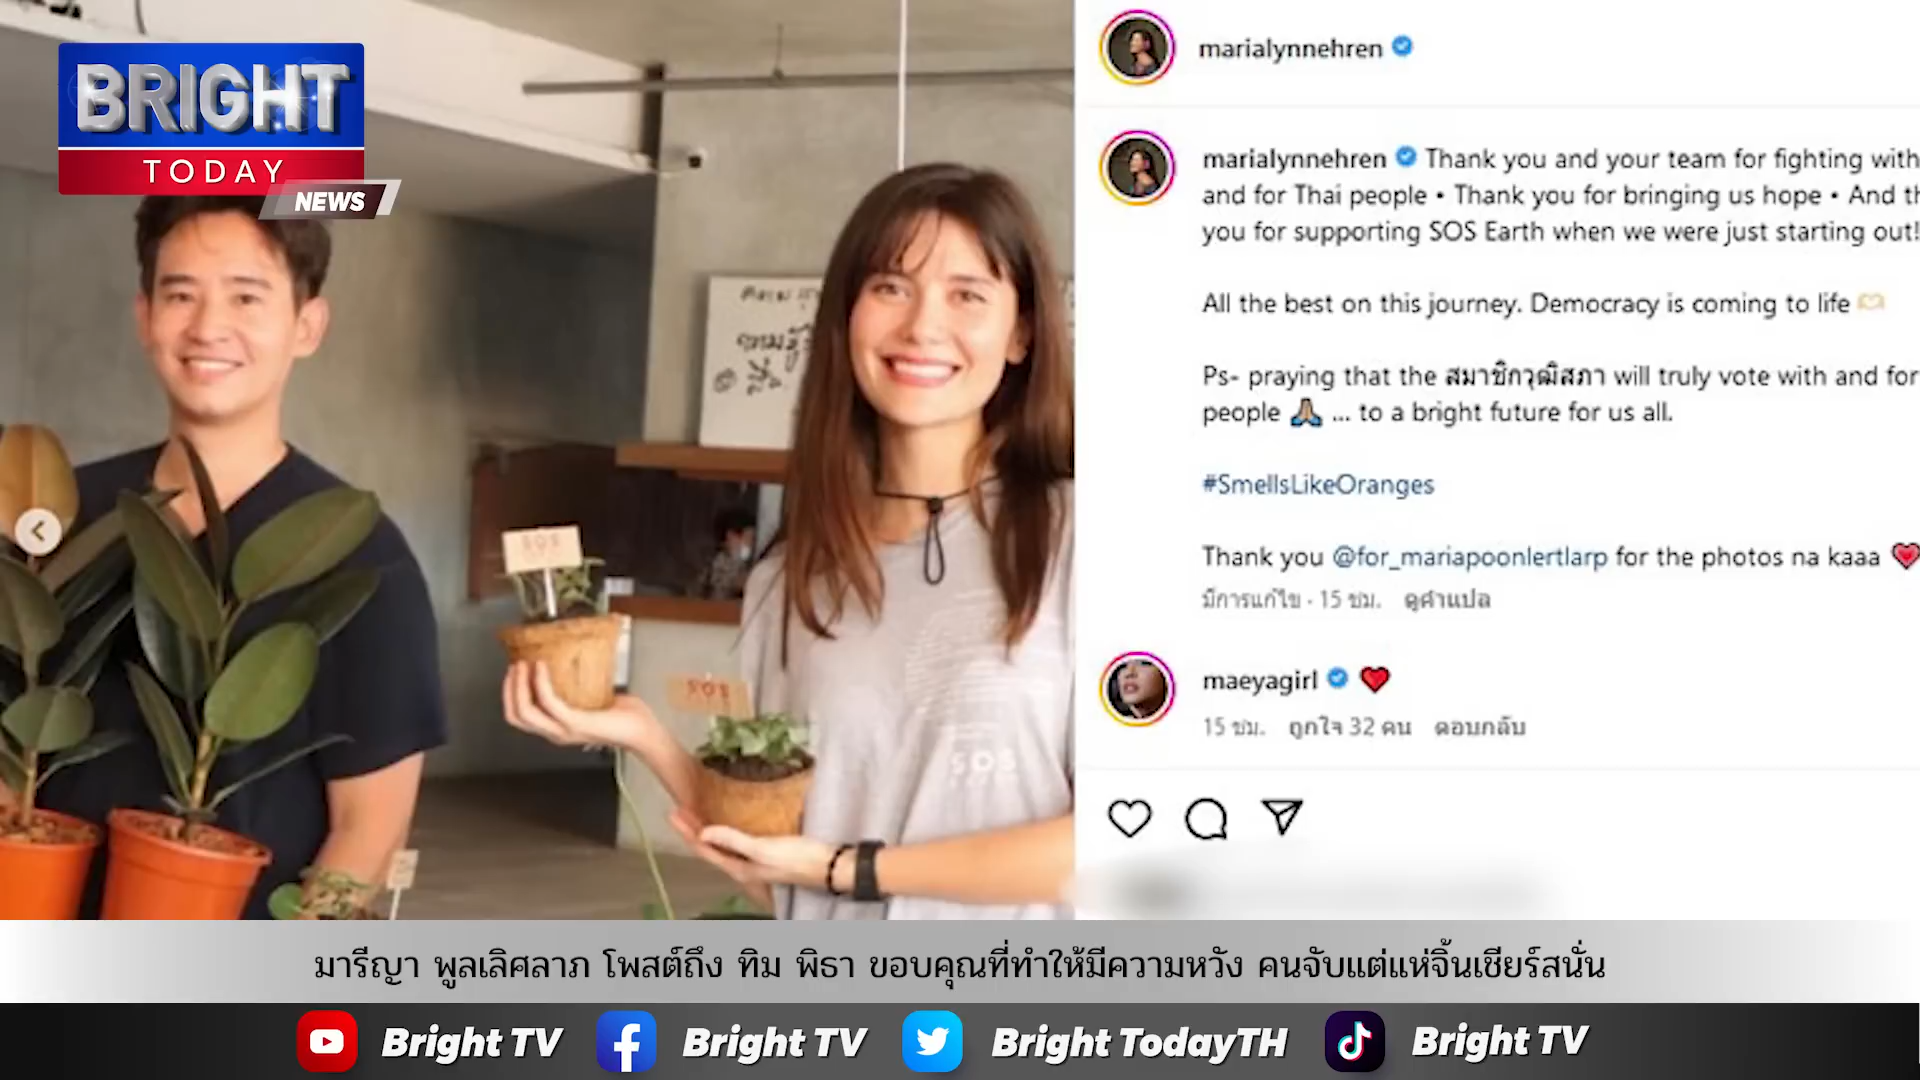 BRIGHT
TODAY
NEWS
marialynnehren
marialynnehren Thank you and your team for fighting with
and for Thai people • Thank you for bringing us hope • And th
you for supporting SOS Earth when we were just starting out!
All the best on this journey. Democracy is coming to life 🫶🏼
Ps- praying that the สมาชิกวุฒิสภา will truly vote with and for
people 🙏🏼 ... to a bright future for us all.
#SmellsLikeOranges
Thank you @for_mariapoonlertlarp for the photos na kaaa 💗
มีการแก้ไข · 15 ชม. ดูคำแปล
maeyagirl ❤️
15 ชม. ถูกใจ 32 คน ตอบกลับ
SOS
SOS
SOS
มารีญา พูลเลิศลาภ โพสต์ถึง ทิม พิธา ขอบคุณที่ทำให้มีความหวัง คนจับแต่แห่จิ้นเชียร์สนั่น
Bright TV Bright TV Bright TodayTH Bright TV